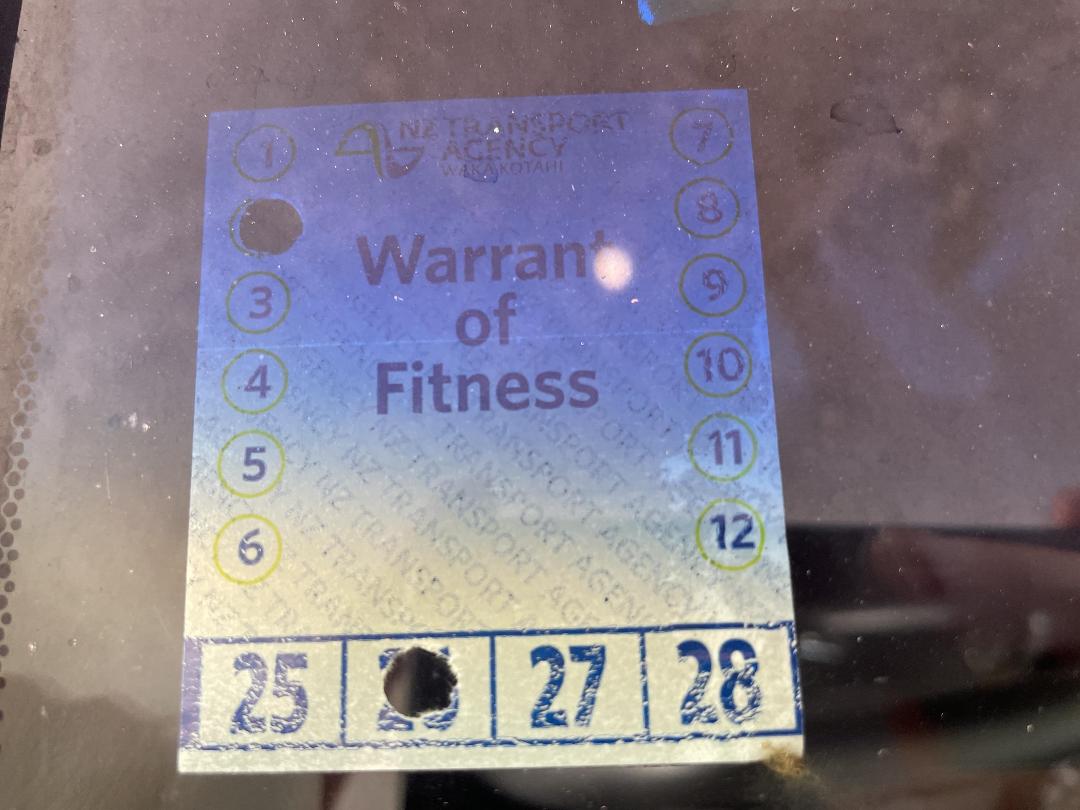 NZ TRANSPORT
AGENCY
WAKA KOTAHI
1
7
8
Warrant
of
Fitness
3
9
4
10
5
11
6
12
25
27
28